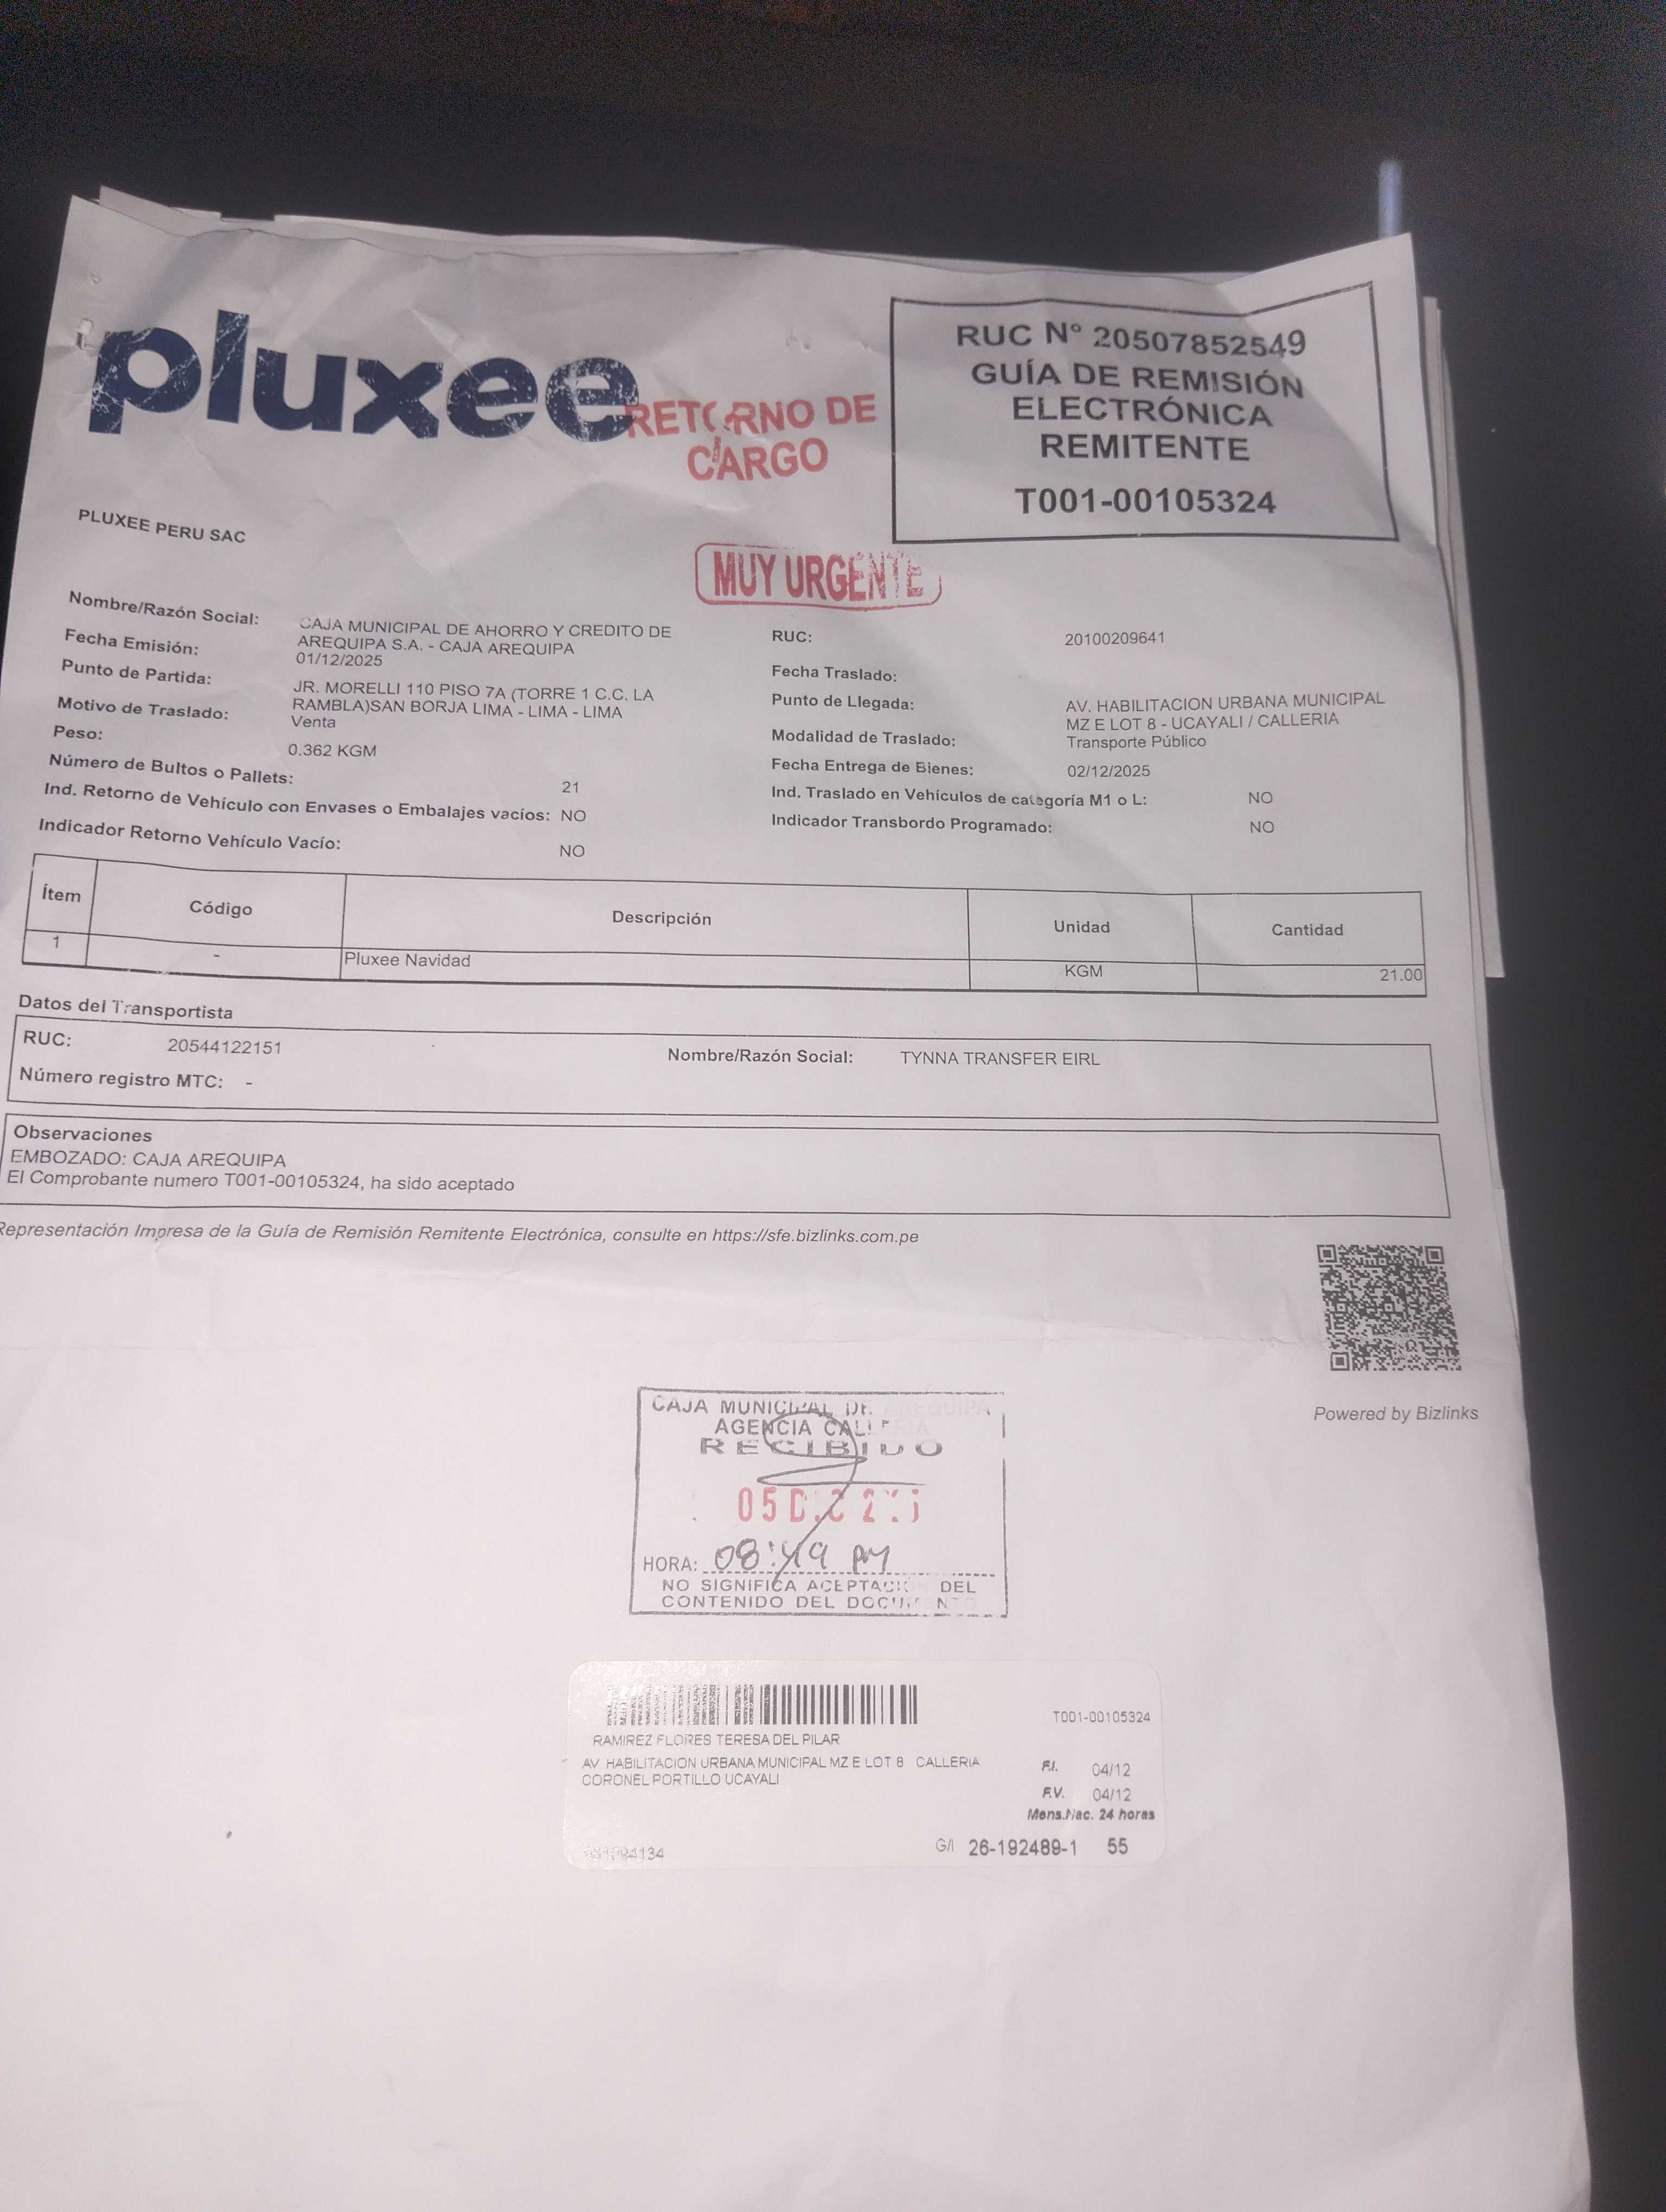 pluxee
RETORNO DE
CARGO
RUC N° 20507852549
GUÍA DE REMISIÓN
ELECTRÓNICA
REMITENTE
T001-00105324
PLUXEE PERU SAC
MUY URGENTE
Nombre/Razón Social: CAJA MUNICIPAL DE AHORRO Y CREDITO DE
AREQUIPA S.A. - CAJA AREQUIPA
RUC: 20100209641
Fecha Emisión: 01/12/2025
Fecha Traslado:
Punto de Partida: JR. MORELLI 110 PISO 7A (TORRE 1 C.C. LA
RAMBLA)SAN BORJA LIMA - LIMA - LIMA
Punto de Llegada: AV. HABILITACION URBANA MUNICIPAL
MZ E LOT 8 - UCAYALI / CALLERIA
Motivo de Traslado: Venta
Modalidad de Traslado: Transporte Público
Peso: 0.362 KGM
Fecha Entrega de Bienes: 02/12/2025
Número de Bultos o Pallets: 21
Ind. Traslado en Vehículos de categoría M1 o L: NO
Ind. Retorno de Vehículo con Envases o Embalajes vacíos: NO
Indicador Transbordo Programado: NO
Indicador Retorno Vehículo Vacío: NO
Ítem Código Descripción Unidad Cantidad
1 - Pluxee Navidad KGM 21.00
Datos del Transportista
RUC: 20544122151 Nombre/Razón Social: TYNNA TRANSFER EIRL
Número registro MTC: -
Observaciones
EMBOZADO: CAJA AREQUIPA
El Comprobante numero T001-00105324, ha sido aceptado
Representación Impresa de la Guía de Remisión Remitente Electrónica, consulte en https://sfe.bizlinks.com.pe
Powered by Bizlinks
CAJA MUNICIPAL DE AREQUIPA
AGENCIA CALLERIA
RECIBIDO
05
HORA: 08:49 PM
NO SIGNIFICA ACEPTACION DEL
CONTENIDO DEL DOCUMENTO
T001-00105324
RAMIREZ FLORES TERESA DEL PILAR
AV. HABILITACION URBANA MUNICIPAL MZ E LOT 8 CALLERIA
CORONEL PORTILLO UCAYALI
F.I. 04/12
F.V. 04/12
Mens.Nac. 24 horas
G/I 26-192489-1 55